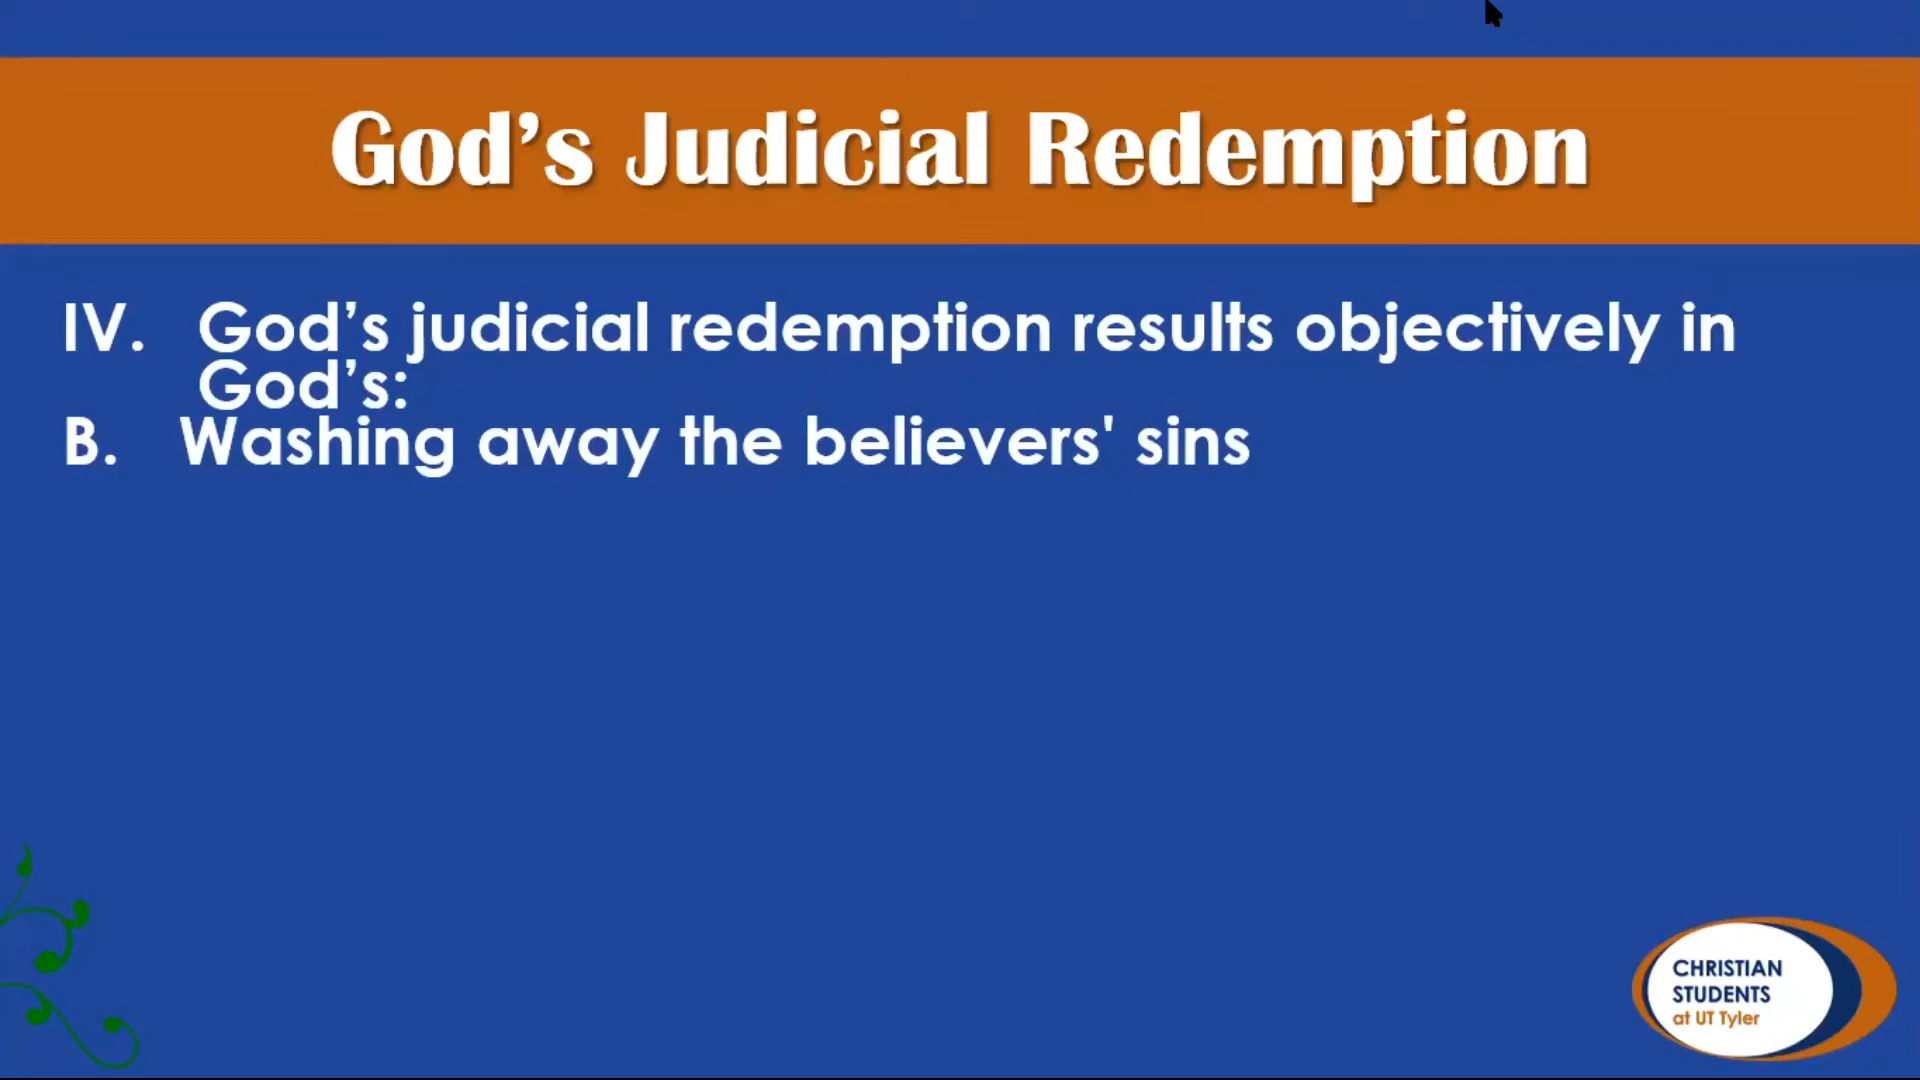 God’s Judicial Redemption
IV. God’s judicial redemption results objectively in
God’s:
B. Washing away the believers' sins
CHRISTIAN
STUDENTS
at UT Tyler